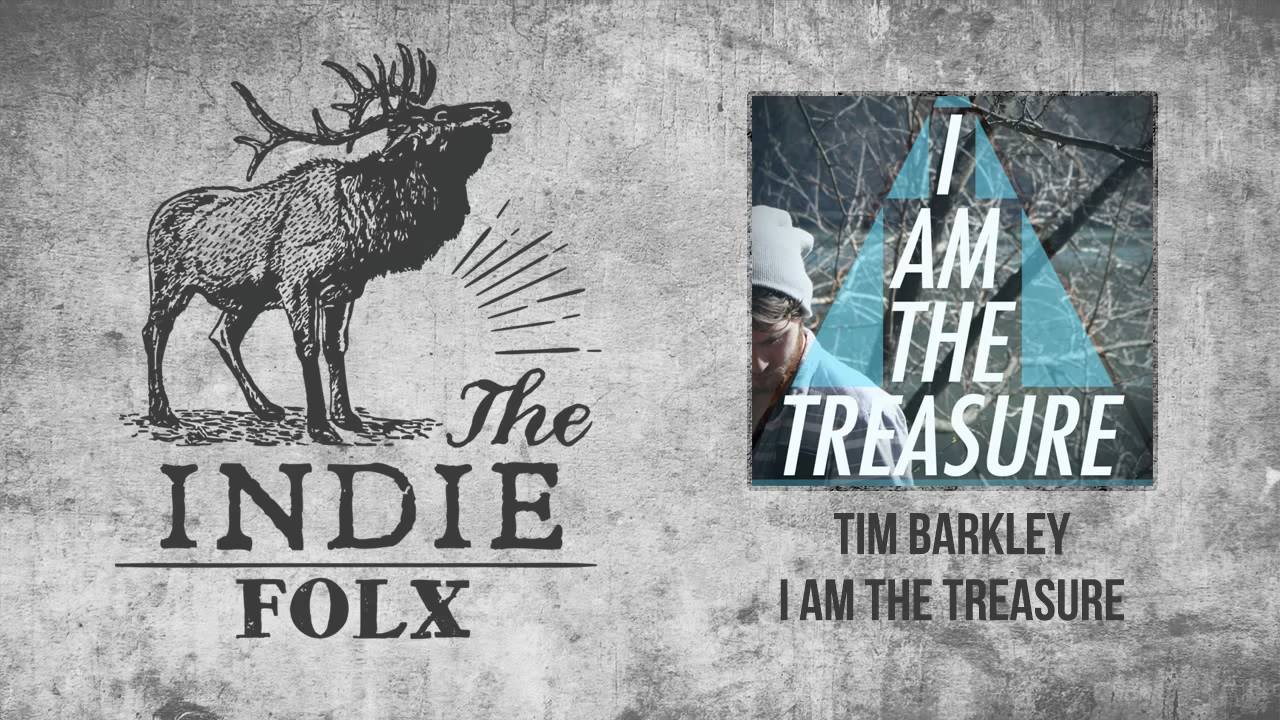 The
INDIE
FOLX
I
AM
THE
TREASURE
TIM BARKLEY
I AM THE TREASURE